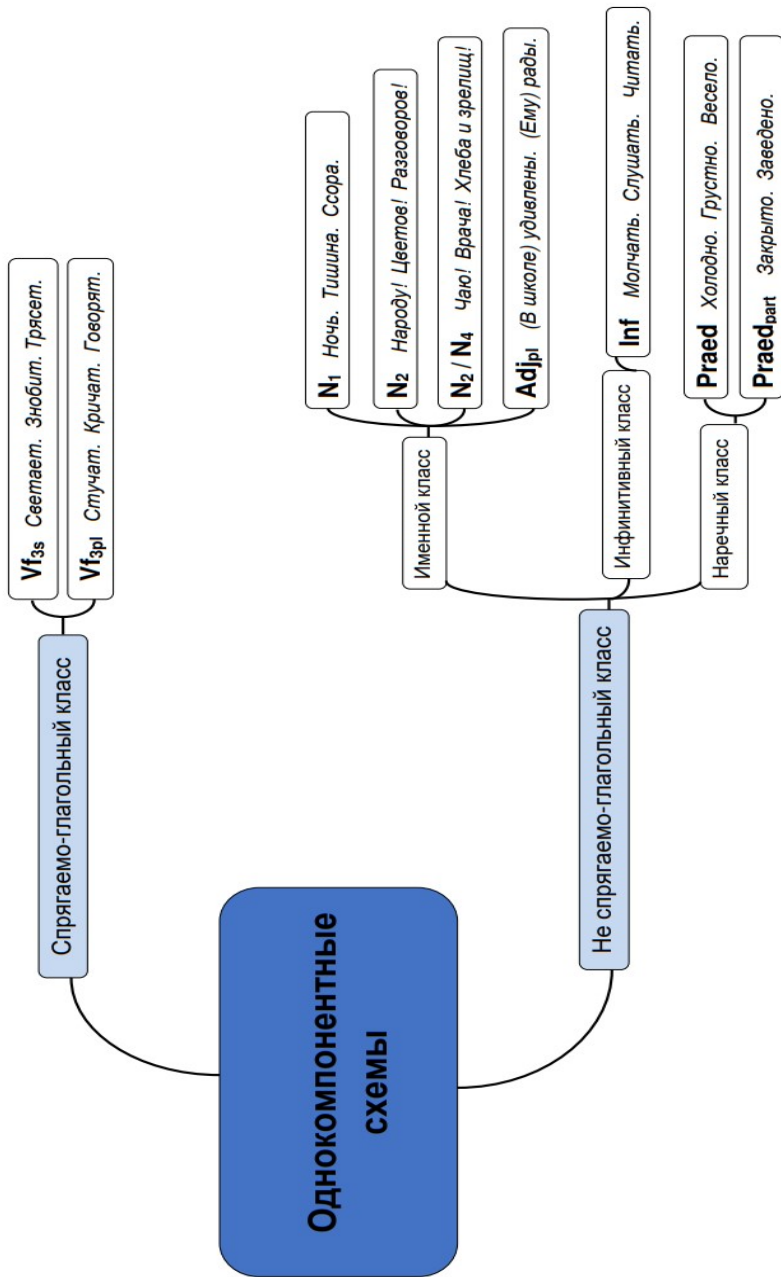 Однокомпонентные
схемы
Спрягаемо-глагольный класс
Vf3s Светает. Знобит. Трясет.
Vf3pl Стучат. Кричат. Говорят.
Не спрягаемо-глагольный класс
Именной класс
N1 Ночь. Тишина. Ссора.
N2 Народу! Цветов! Разговоров!
N2 / N4 Чаю! Врача! Хлеба и зрелищ!
Adjpl (В школе) удивлены. (Ему) рады.
Инфинитивный класс
Inf Молчать. Слушать. Читать.
Наречный класс
Praed Холодно. Грустно. Весело.
Praedpart Закрыто. Заведено.